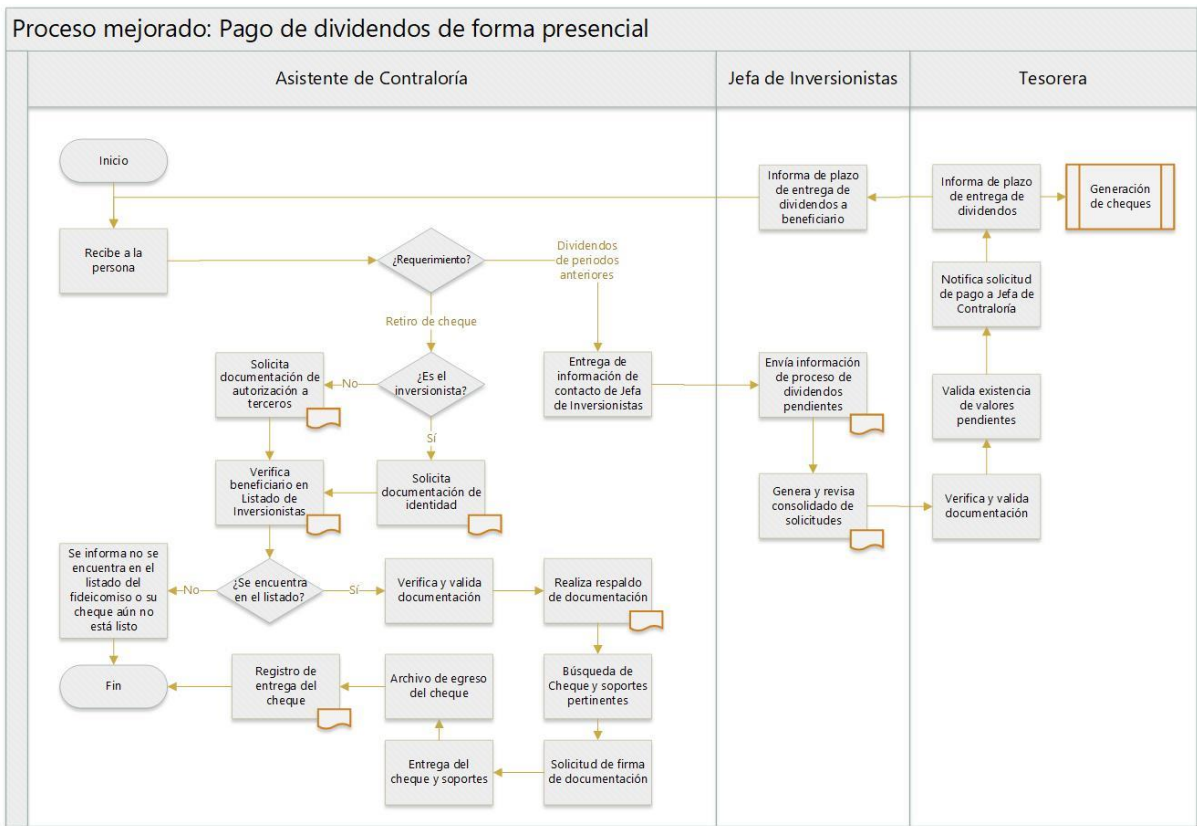 Proceso mejorado: Pago de dividendos de forma presencial
Asistente de Contraloría
Jefa de Inversionistas
Tesorera
Inicio
Recibe a la
persona
¿Requerimiento?
Dividendos
de periodos
anteriores
Retiro de cheque
¿Es el
inversionista?
No
Sí
Solicita
documentación de
autorización a
terceros
Entrega de
información de
contacto de Jefa
de Inversionistas
Verifica
beneficiario en
Listado de
Inversionistas
Solicita
documentación de
identidad
Se informa no se
encuentra en el
listado del
fideicomiso o su
cheque aún no
está listo
No
¿Se encuentra
en el listado?
Sí
Verifica y valida
documentación
Realiza respaldo
de documentación
Fin
Registro de
entrega del
cheque
Archivo de egreso
del cheque
Búsqueda de
Cheque y soportes
pertinentes
Entrega del
cheque y soportes
Solicitud de firma
de documentación
Informa de plazo
de entrega de
dividendos a
beneficiario
Envía información
de proceso de
dividendos
pendientes
Genera y revisa
consolidado de
solicitudes
Informa de plazo
de entrega de
dividendos
Generación
de cheques
Notifica solicitud
de pago a Jefa de
Contraloría
Valida existencia
de valores
pendientes
Verifica y valida
documentación